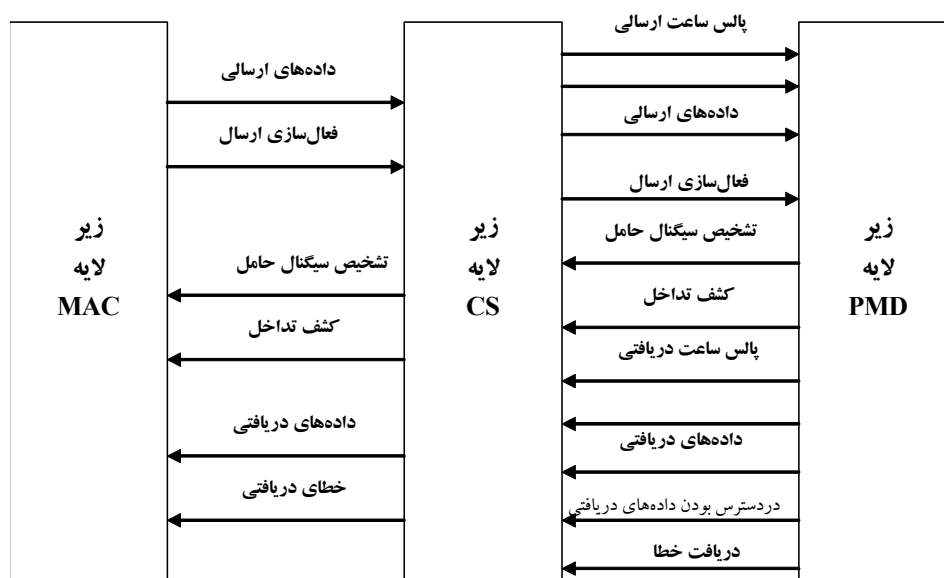 پالس ساعت ارسالی
داده‌های ارسالی
داده‌های ارسالی
فعال‌سازی ارسال
فعال‌سازی ارسال
زیر
لایه
MAC
زیر
لایه
CS
زیر
لایه
PMD
تشخیص سیگنال حامل
تشخیص سیگنال حامل
کشف تداخل
کشف تداخل
پالس ساعت دریافتی
داده‌های دریافتی
داده‌های دریافتی
خطای دریافتی
دردسترس بودن داده‌های دریافتی
دریافت خطا